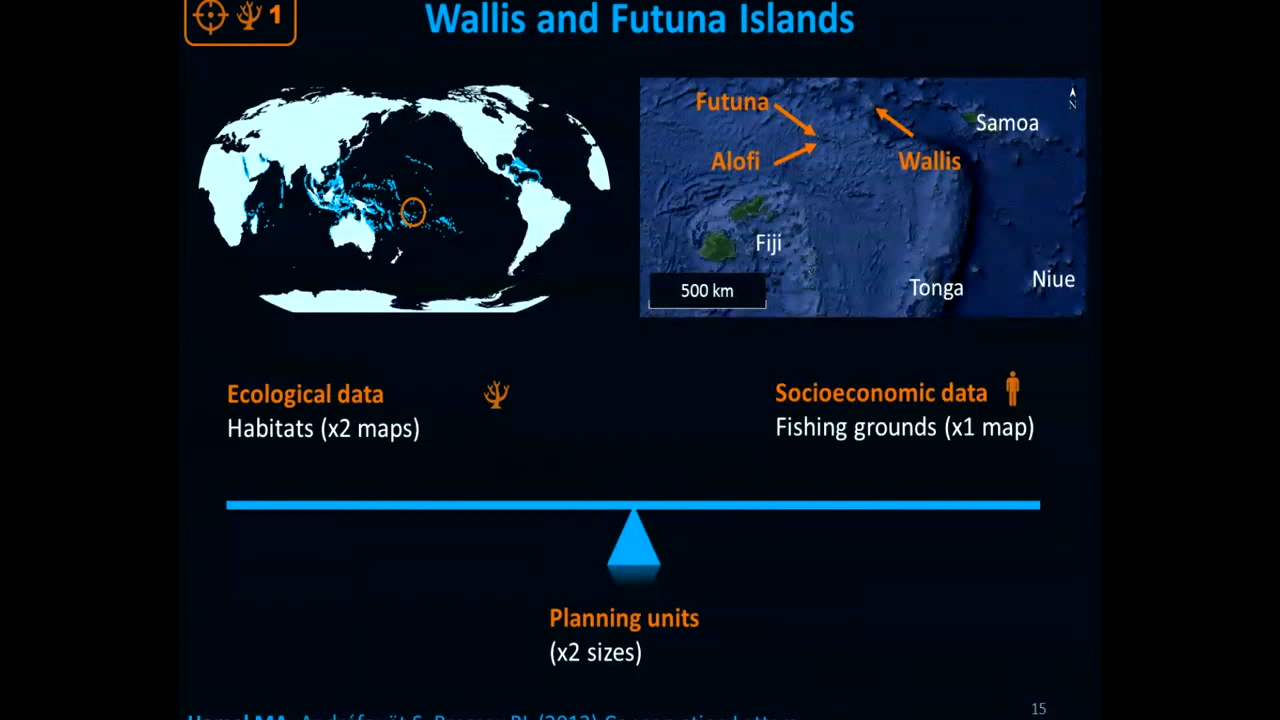 1
Wallis and Futuna Islands
Futuna
N
Samoa
Alofi
Wallis
Fiji
500 km
Tonga
Niue
Ecological data
Habitats (x2 maps)
Socioeconomic data
Fishing grounds (x1 map)
Planning units
(x2 sizes)
15